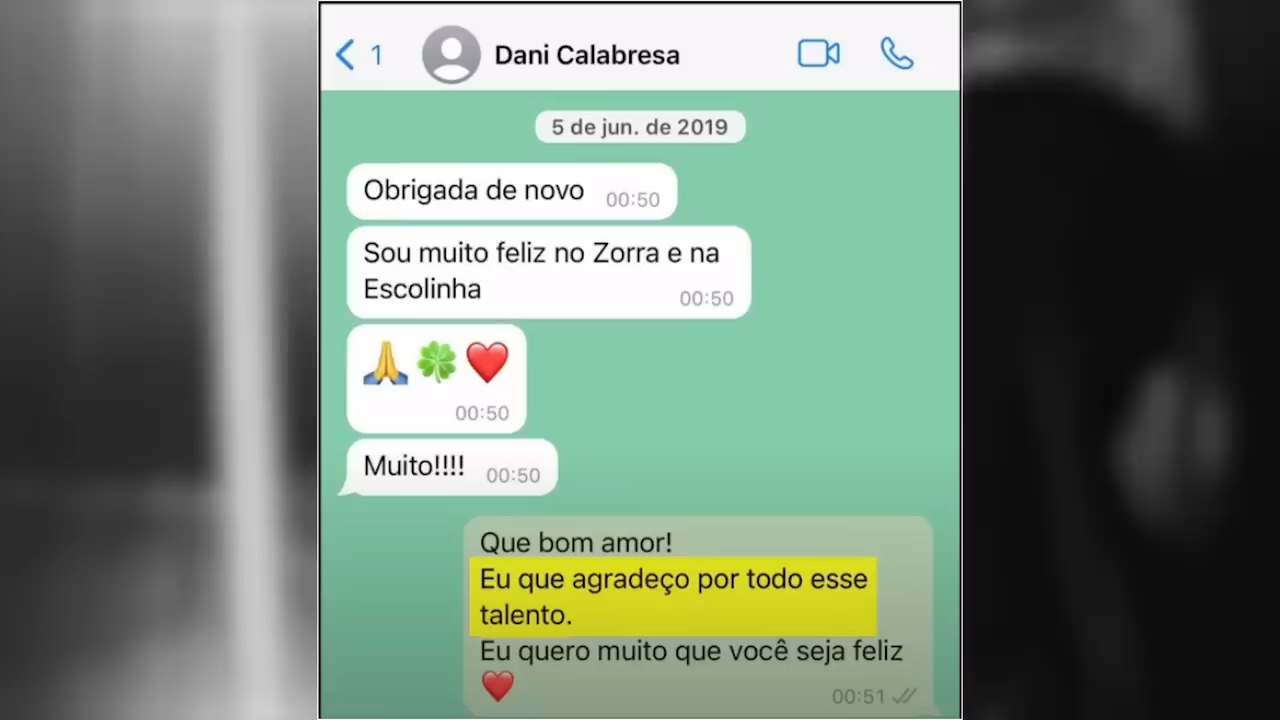 1
Dani Calabresa
5 de jun. de 2019
Obrigada de novo 00:50
Sou muito feliz no Zorra e na
Escolinha 00:50
🙏🍀❤️
00:50
Muito!!!! 00:50
Que bom amor!
Eu que agradeço por todo esse
talento.
Eu quero muito que você seja feliz
❤️ 00:51